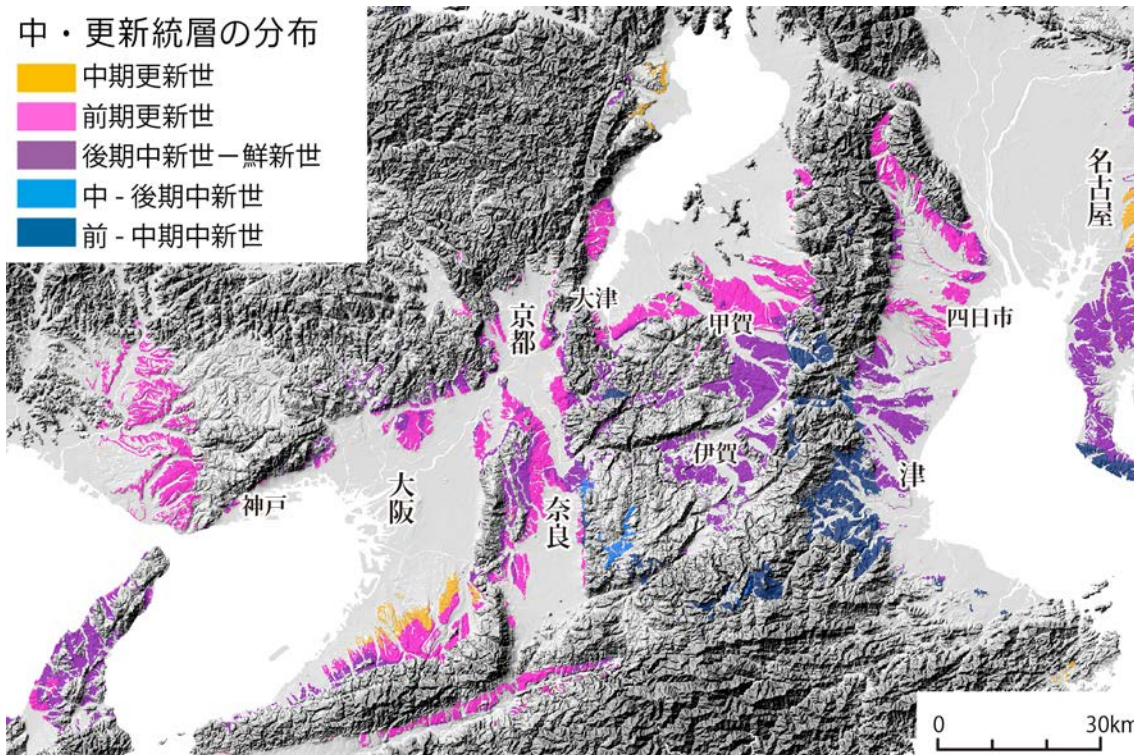 中・更新統層の分布
中期更新世
前期更新世
後期中新世－鮮新世
中 - 後期中新世
前 - 中期中新世
名古屋
京都
大津
甲賀
四日市
伊賀
津
大阪
奈良
神戸
0
30km